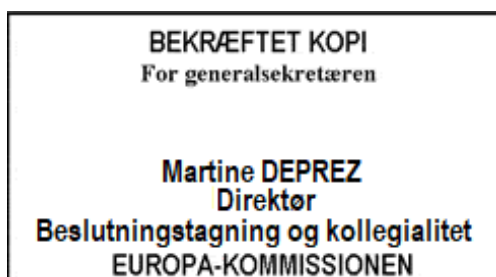 BEKRÆFTET KOPI
For generalsekretæren
Martine DEPREZ
Direktør
Beslutningstagning og kollegialitet
EUROPA-KOMMISSIONEN